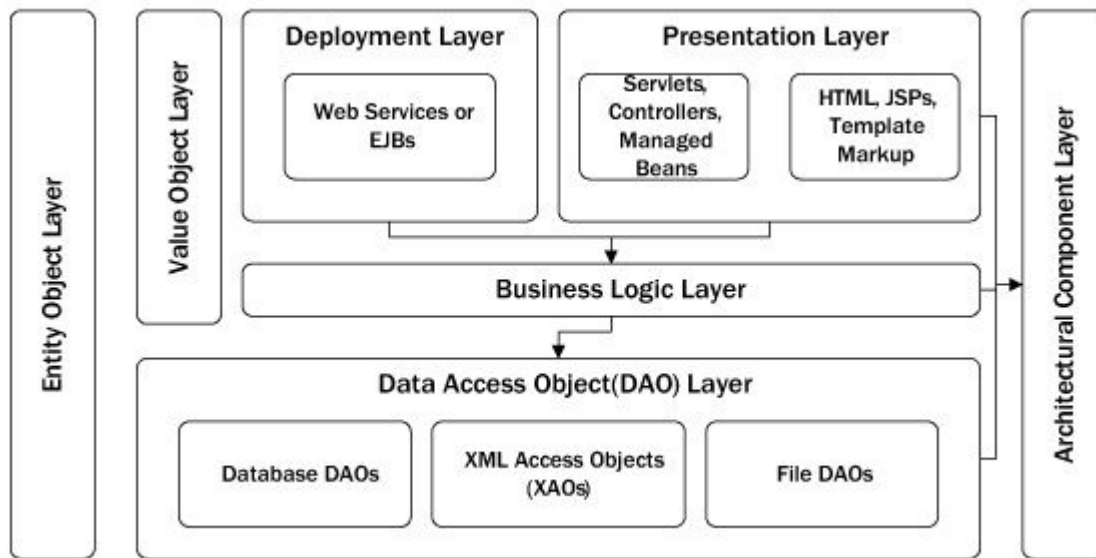 Entity Object Layer
Value Object Layer
Deployment Layer
Web Services or
EJBs
Presentation Layer
Servlets,
Controllers,
Managed
Beans
HTML, JSPs,
Template
Markup
Business Logic Layer
Data Access Object(DAO) Layer
Database DAOs
XML Access Objects
(XAOs)
File DAOs
Architectural Component Layer